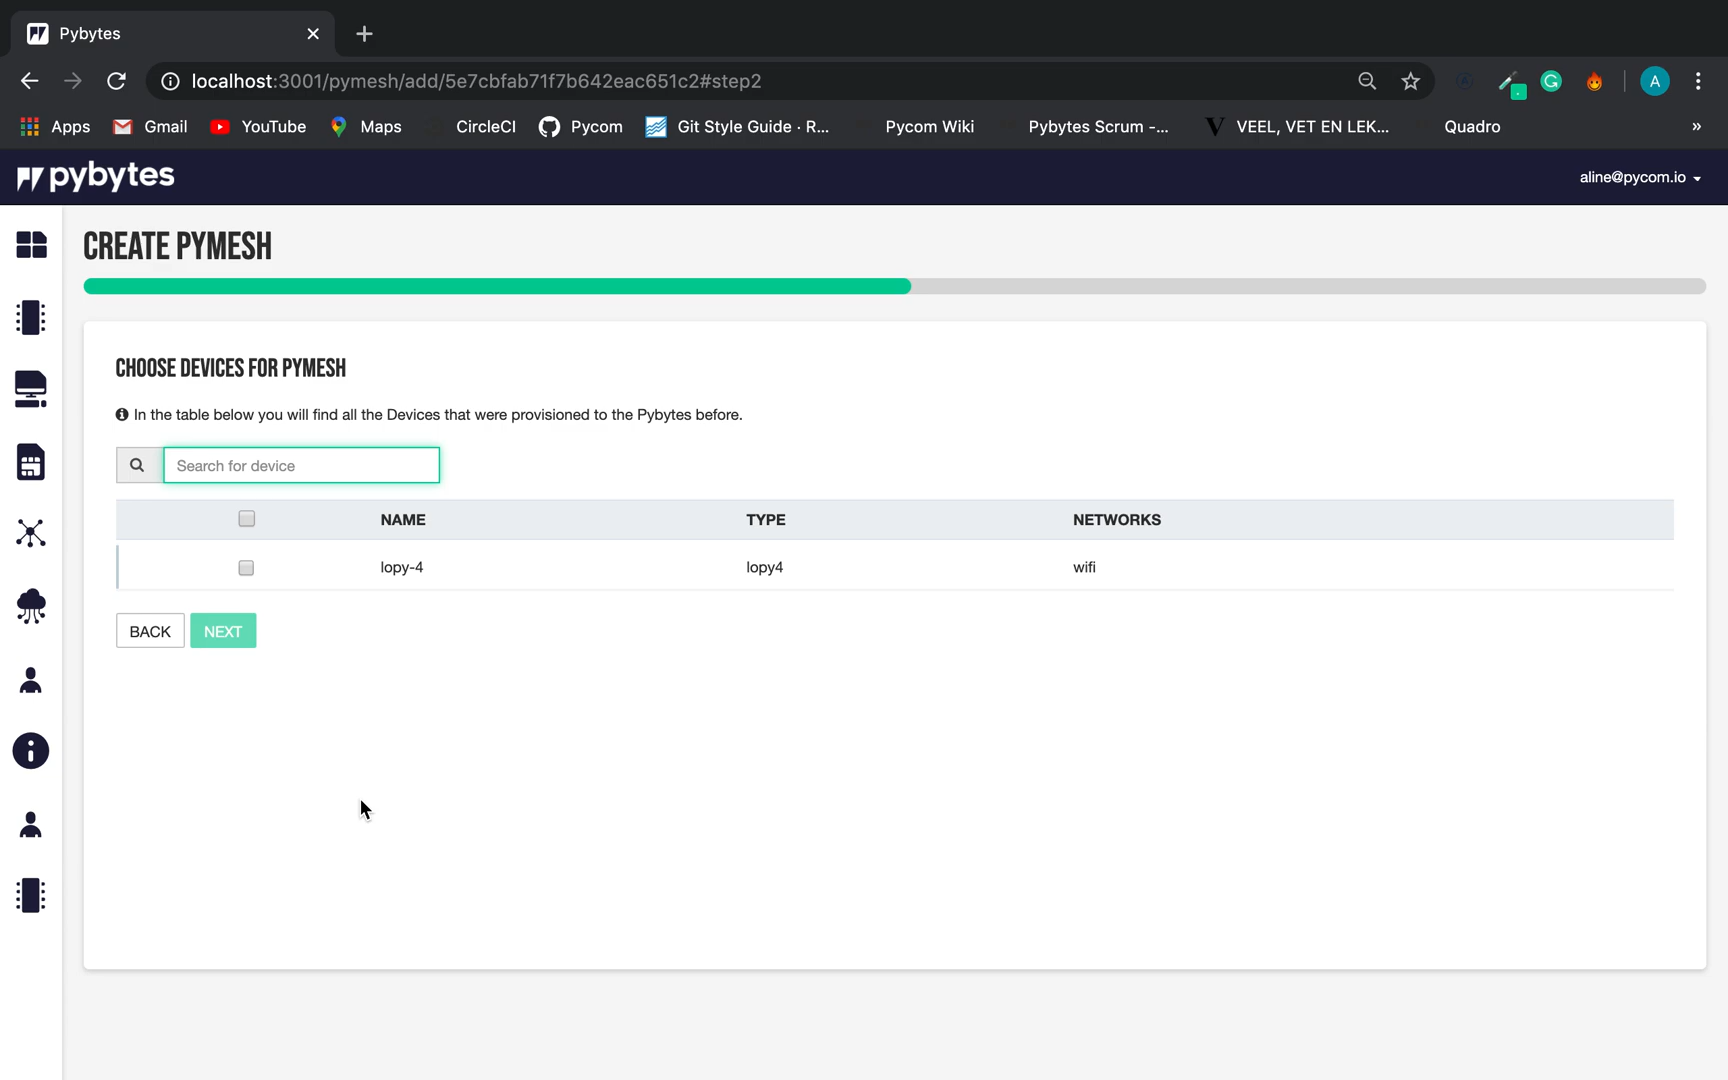 Pybytes
localhost:3001/pymesh/add/5e7cbfab71f7b642eac651c2#step2
A
Apps Gmail YouTube Maps CircleCI Pycom Git Style Guide · R... Pycom Wiki Pybytes Scrum -... VEEL, VET EN LEK... Quadro »
pybytes
aline@pycom.io
CREATE PYMESH
CHOOSE DEVICES FOR PYMESH
In the table below you will find all the Devices that were provisioned to the Pybytes before.
Search for device
NAME TYPE NETWORKS
lopy-4 lopy4 wifi
BACK NEXT